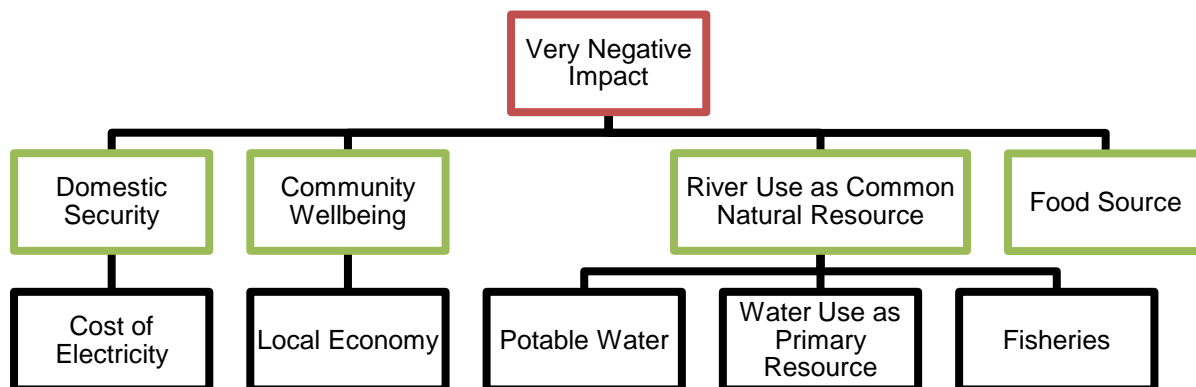 Very Negative
Impact
Domestic
Security
Community
Wellbeing
River Use as Common
Natural Resource
Food Source
Cost of
Electricity
Local Economy
Potable Water
Water Use as
Primary
Resource
Fisheries